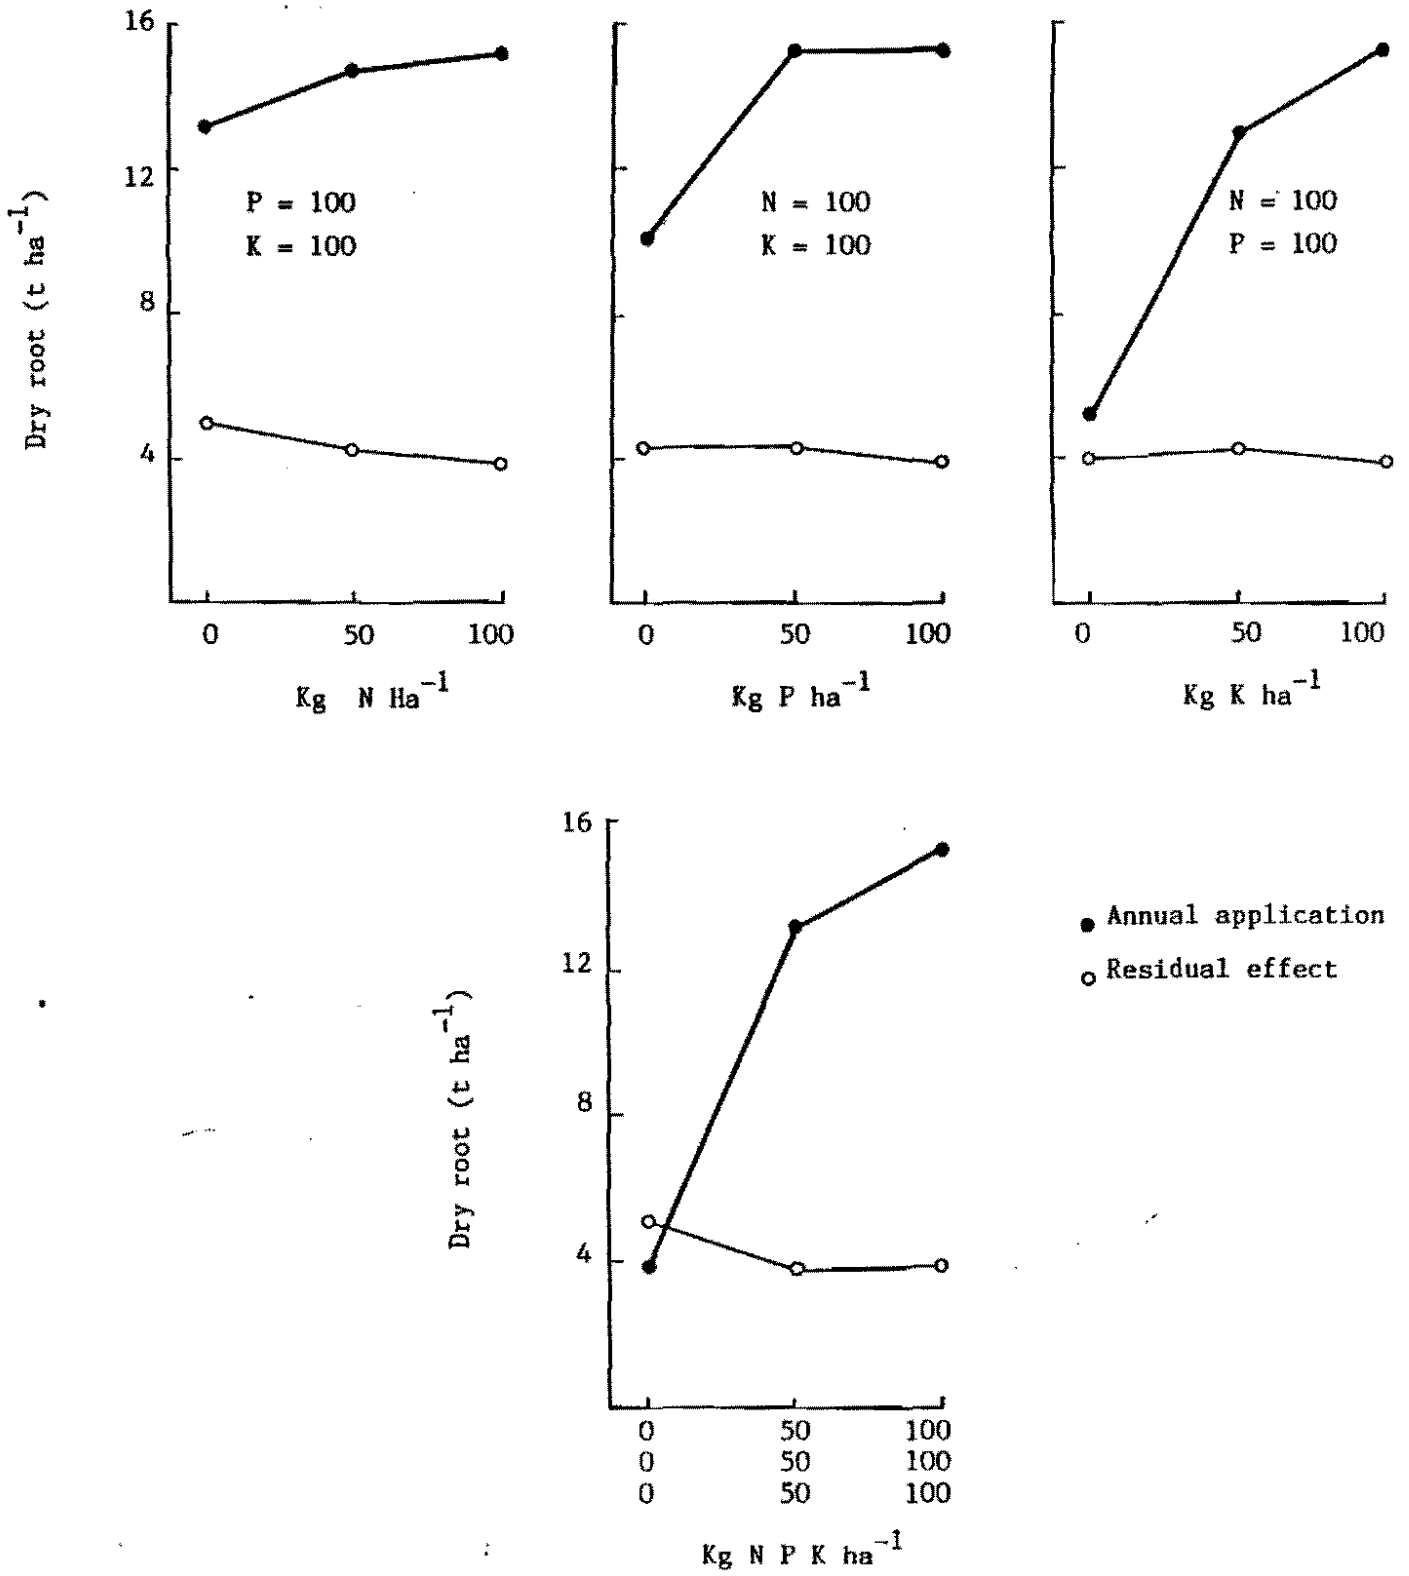 16
12
8
4
Dry root (t ha⁻¹)
P = 100
K = 100
0 50 100
Kg N Ha⁻¹
N = 100
K = 100
0 50 100
Kg P ha⁻¹
N = 100
P = 100
0 50 100
Kg K ha⁻¹
16
12
8
4
Dry root (t ha⁻¹)
0 50 100
0 50 100
0 50 100
Kg N P K ha⁻¹
Annual application
Residual effect